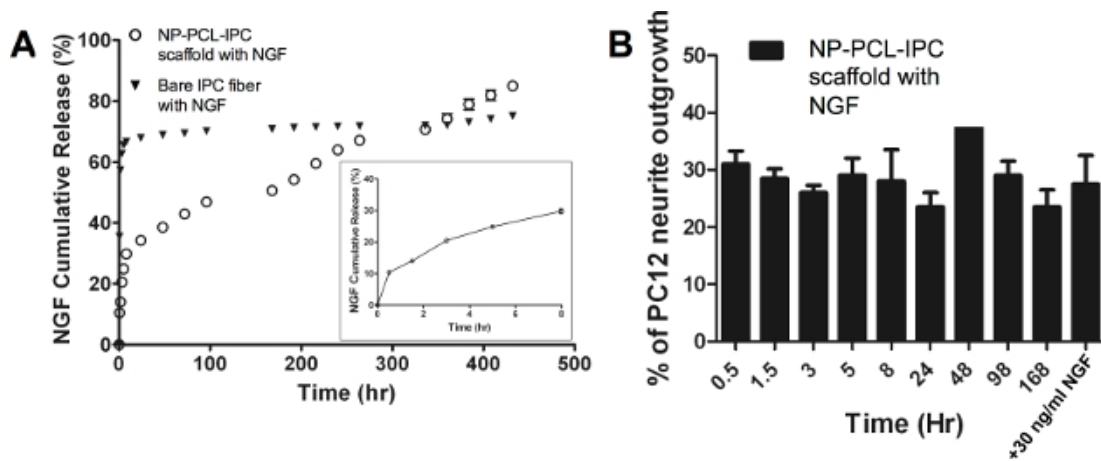 A
NGF Cumulative Release (%)
100
80
60
40
20
0
0
100
200
300
400
500
Time (hr)
NP-PCL-IPC
scaffold with NGF
Bare IPC fiber
with NGF
NGF Cumulative Release (%)
40
30
20
10
0
0
2
4
6
8
Time (hr)
B
% of PC12 neurite outgrowth
50
40
30
20
10
0
NP-PCL-IPC
scaffold with
NGF
0.5
1.5
3
5
8
24
48
98
168
+30 ng/ml NGF
Time (Hr)